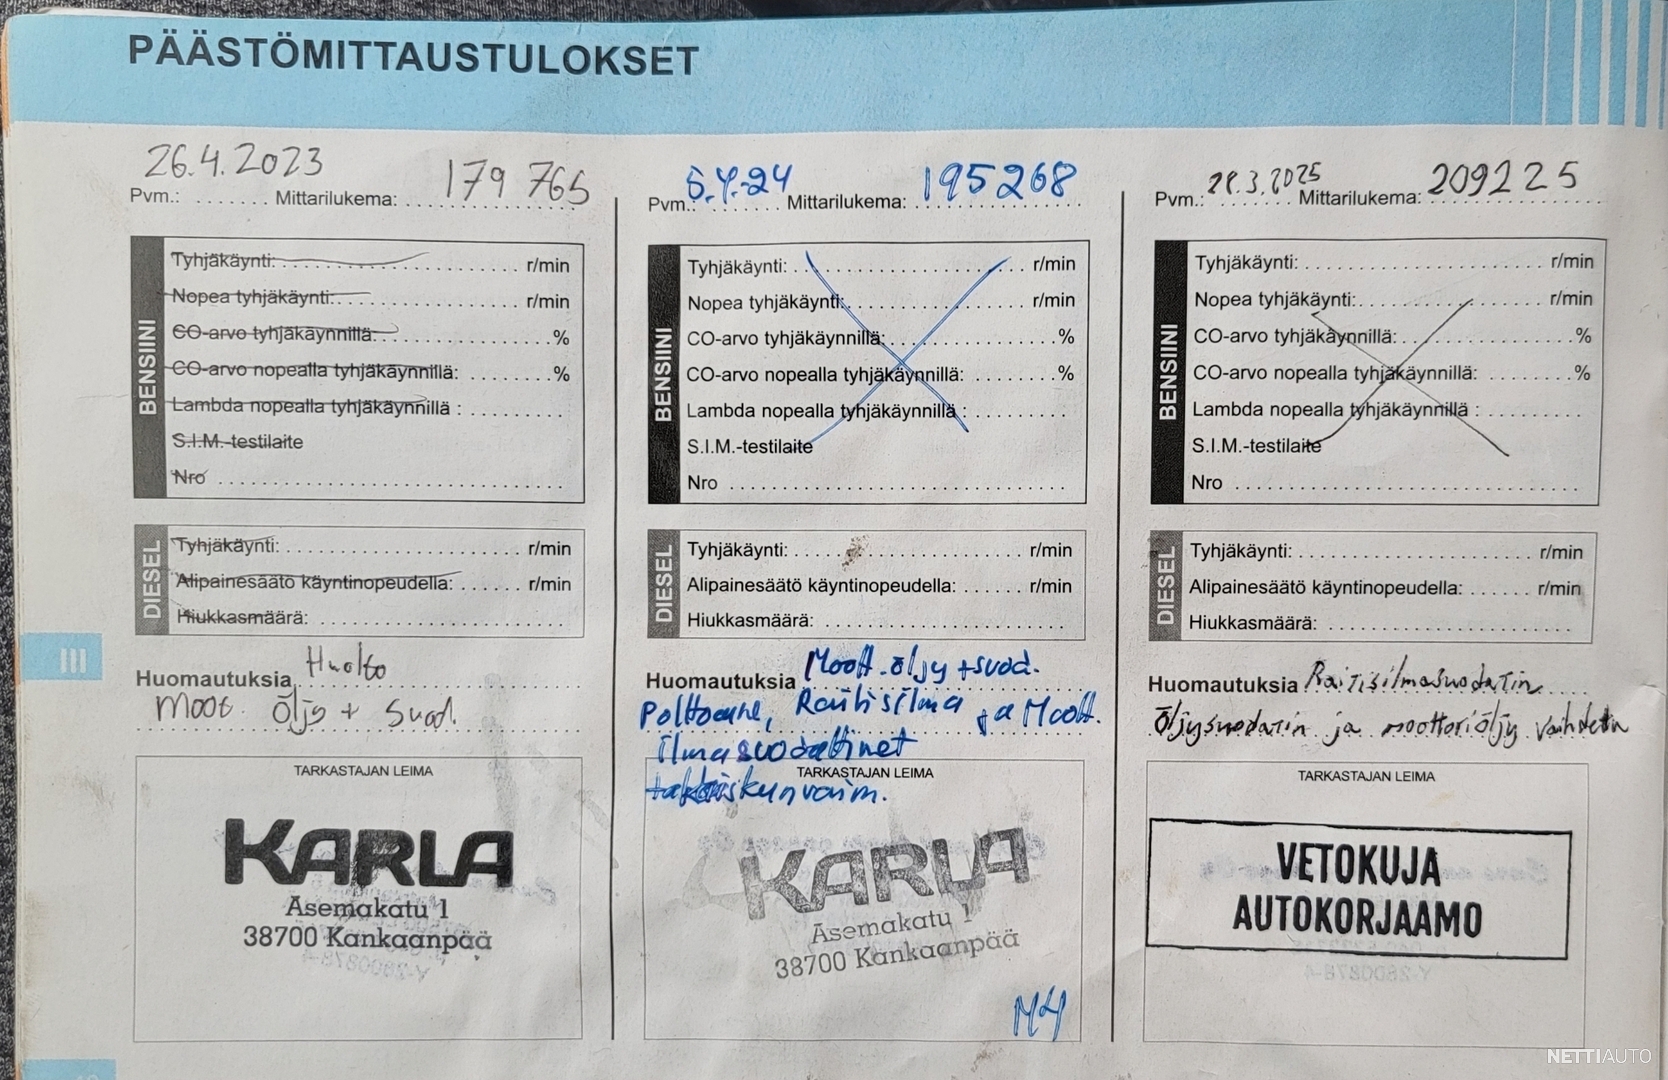 PÄÄSTÖMITTAUSTULOKSET
26.4.2023 179 765
Pvm.: ....... Mittarilukema: ..............
BENSIINI
Tyhjäkäynti: ........ r/min
Nopea tyhjäkäynti: ........ r/min
CO-arvo tyhjäkäynnillä: ........ %
CO-arvo nopealla tyhjäkäynnillä: ........ %
Lambda nopealla tyhjäkäynnillä : ........
S.I.M.-testilaite
Nro ........
DIESEL
Tyhjäkäynti: ........ r/min
Alipainesäätö käyntinopeudella: ...... r/min
Hiukkasmäärä: ........
Huomautuksia Huolto
Moot. Öljy + Suod.
TARKASTAJAN LEIMA
KARLA
Asemakatu 1
38700 Kankaanpää
5.4.-24 195268
Pvm.: ....... Mittarilukema: ..............
BENSIINI
Tyhjäkäynti: ........ r/min
Nopea tyhjäkäynti: ........ r/min
CO-arvo tyhjäkäynnillä: ........ %
CO-arvo nopealla tyhjäkäynnillä: ........ %
Lambda nopealla tyhjäkäynnillä : ........
S.I.M.-testilaite
Nro ........
DIESEL
Tyhjäkäynti: ........ r/min
Alipainesäätö käyntinopeudella: ...... r/min
Hiukkasmäärä: ........
Huomautuksia Moott.öljy +suod.
Polttoaine, Raitisilma ja Moott.
ilmasuodattimet
TARKASTAJAN LEIMA
KARLA
Asemakatu 1
38700 Kankaanpää
28.3.2025 209225
Pvm.: ....... Mittarilukema: ..............
BENSIINI
Tyhjäkäynti: ........ r/min
Nopea tyhjäkäynti: ........ r/min
CO-arvo tyhjäkäynnillä: ........ %
CO-arvo nopealla tyhjäkäynnillä: ........ %
Lambda nopealla tyhjäkäynnillä : ........
S.I.M.-testilaite
Nro ........
DIESEL
Tyhjäkäynti: ........ r/min
Alipainesäätö käyntinopeudella: ...... r/min
Hiukkasmäärä: ........
Huomautuksia Raitisilmasuodatin
Öljysuodatin ja moottoriöljy vaihdettu
TARKASTAJAN LEIMA
VETOKUJA
AUTOKORJAAMO
III
NETTIAUTO